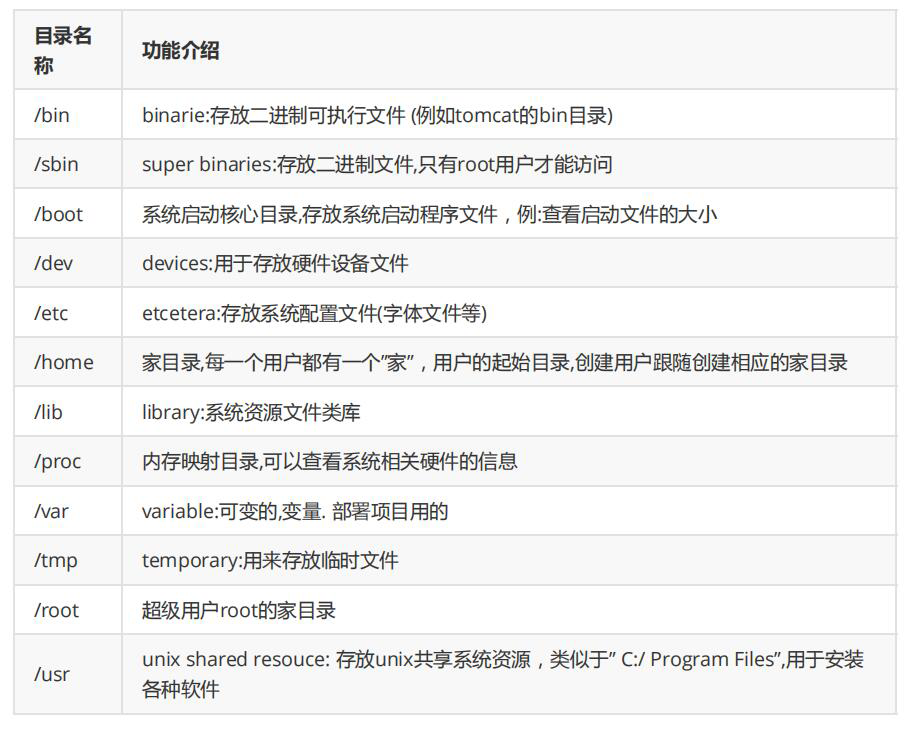 目录名
称
功能介绍
/bin
binarie:存放二进制可执行文件 (例如tomcat的bin目录)
/sbin
super binaries:存放二进制文件,只有root用户才能访问
/boot
系统启动核心目录,存放系统启动程序文件，例:查看启动文件的大小
/dev
devices:用于存放硬件设备文件
/etc
etcetera:存放系统配置文件(字体文件等)
/home
家目录,每一个用户都有一个”家”，用户的起始目录,创建用户跟随创建相应的家目录
/lib
library:系统资源文件类库
/proc
内存映射目录,可以查看系统相关硬件的信息
/var
variable:可变的,变量. 部署项目用的
/tmp
temporary:用来存放临时文件
/root
超级用户root的家目录
/usr
unix shared resouce: 存放unix共享系统资源，类似于” C:/ Program Files”,用于安装
各种软件